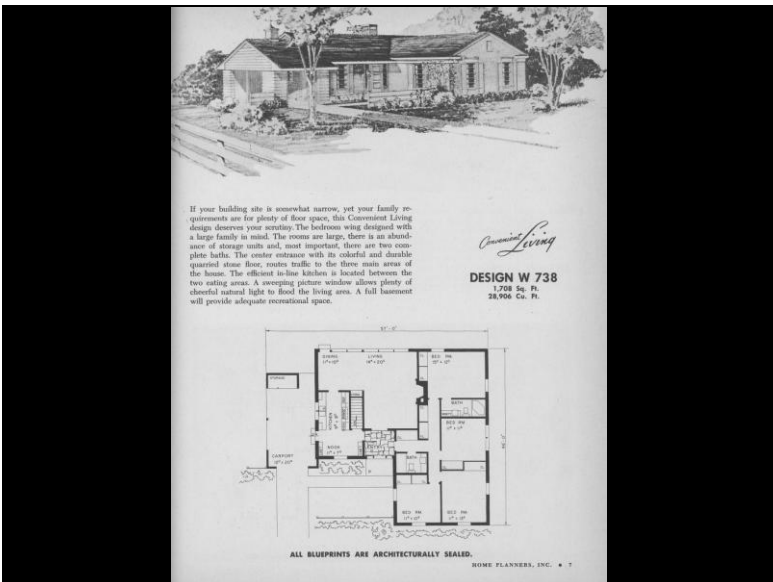 If your building site is somewhat narrow, yet your family re-
quirements are for plenty of floor space, this Convenient Living
design deserves your scrutiny. The bedroom wing designed with
a large family in mind. The rooms are large, there is an abund-
ance of storage units and, most important, there are two com-
plete baths. The center entrance with its colorful and durable
quarried stone floor, routes traffic to the three main areas of
the house. The efficient in-line kitchen is located between the
two eating areas. A sweeping picture window allows plenty of
cheerful natural light to flood the living area. A full basement
will provide adequate recreational space.
Convenient Living
DESIGN W 738
1,708 Sq. Ft.
28,906 Cu. Ft.
DINING
LIVING
BED RM
STORAGE
KITCHEN
BATH
BED RM
NOOK
ENTRY
CARPORT
BATH
BED RM
BED RM
ALL BLUEPRINTS ARE ARCHITECTURALLY SEALED.
HOME PLANNERS, INC. • 7